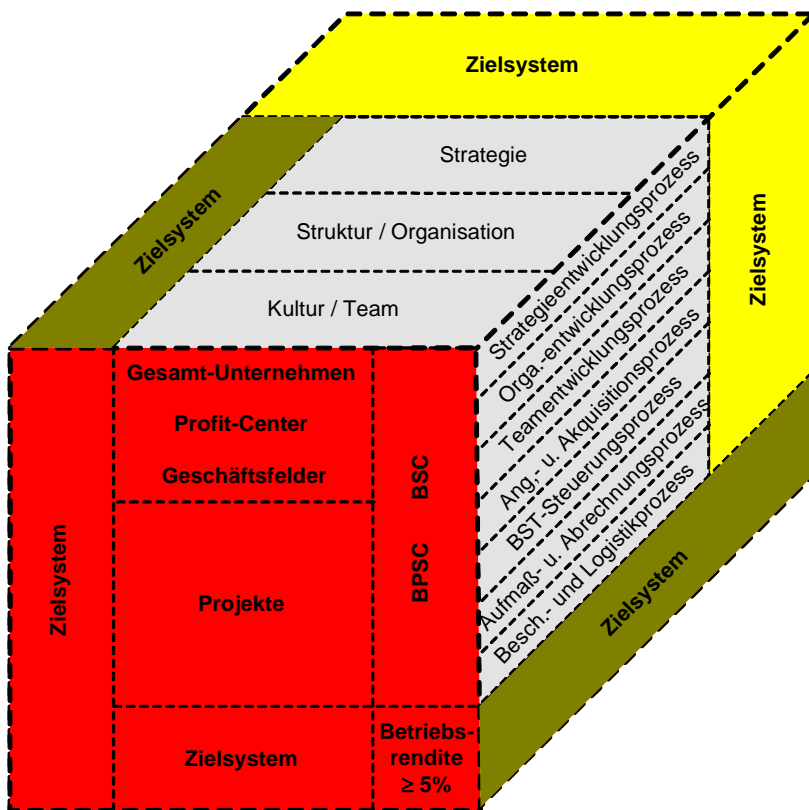 Zielsystem
Strategie
Zielsystem
Struktur / Organisation
Kultur / Team
Strategieentwicklungsprozess
Orga.-entwicklungsprozess
Teamentwicklungsprozess
Ang,- u. Akquisitionsprozess
BST-Steuerungsprozess
Aufmaß- u. Abrechnungsprozess
Besch.- und Logistikprozess
Zielsystem
Zielsystem
Gesamt-Unternehmen
Profit-Center
Geschäftsfelder
BSC
BPSC
Zielsystem
Projekte
Zielsystem
Betriebs-
rendite
≥ 5%